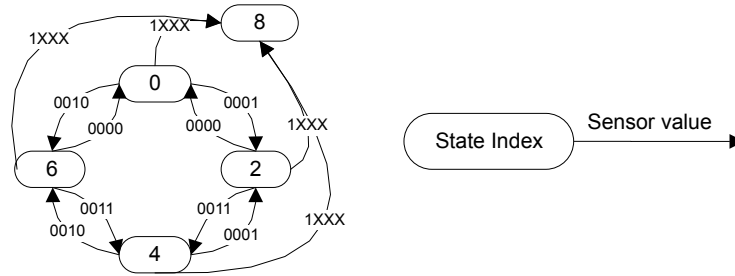 8
1XXX
1XXX
0
0010
0001
0000
0000
1XXX
6
2
State Index
Sensor value
0011
0011
0010
0001
1XXX
4